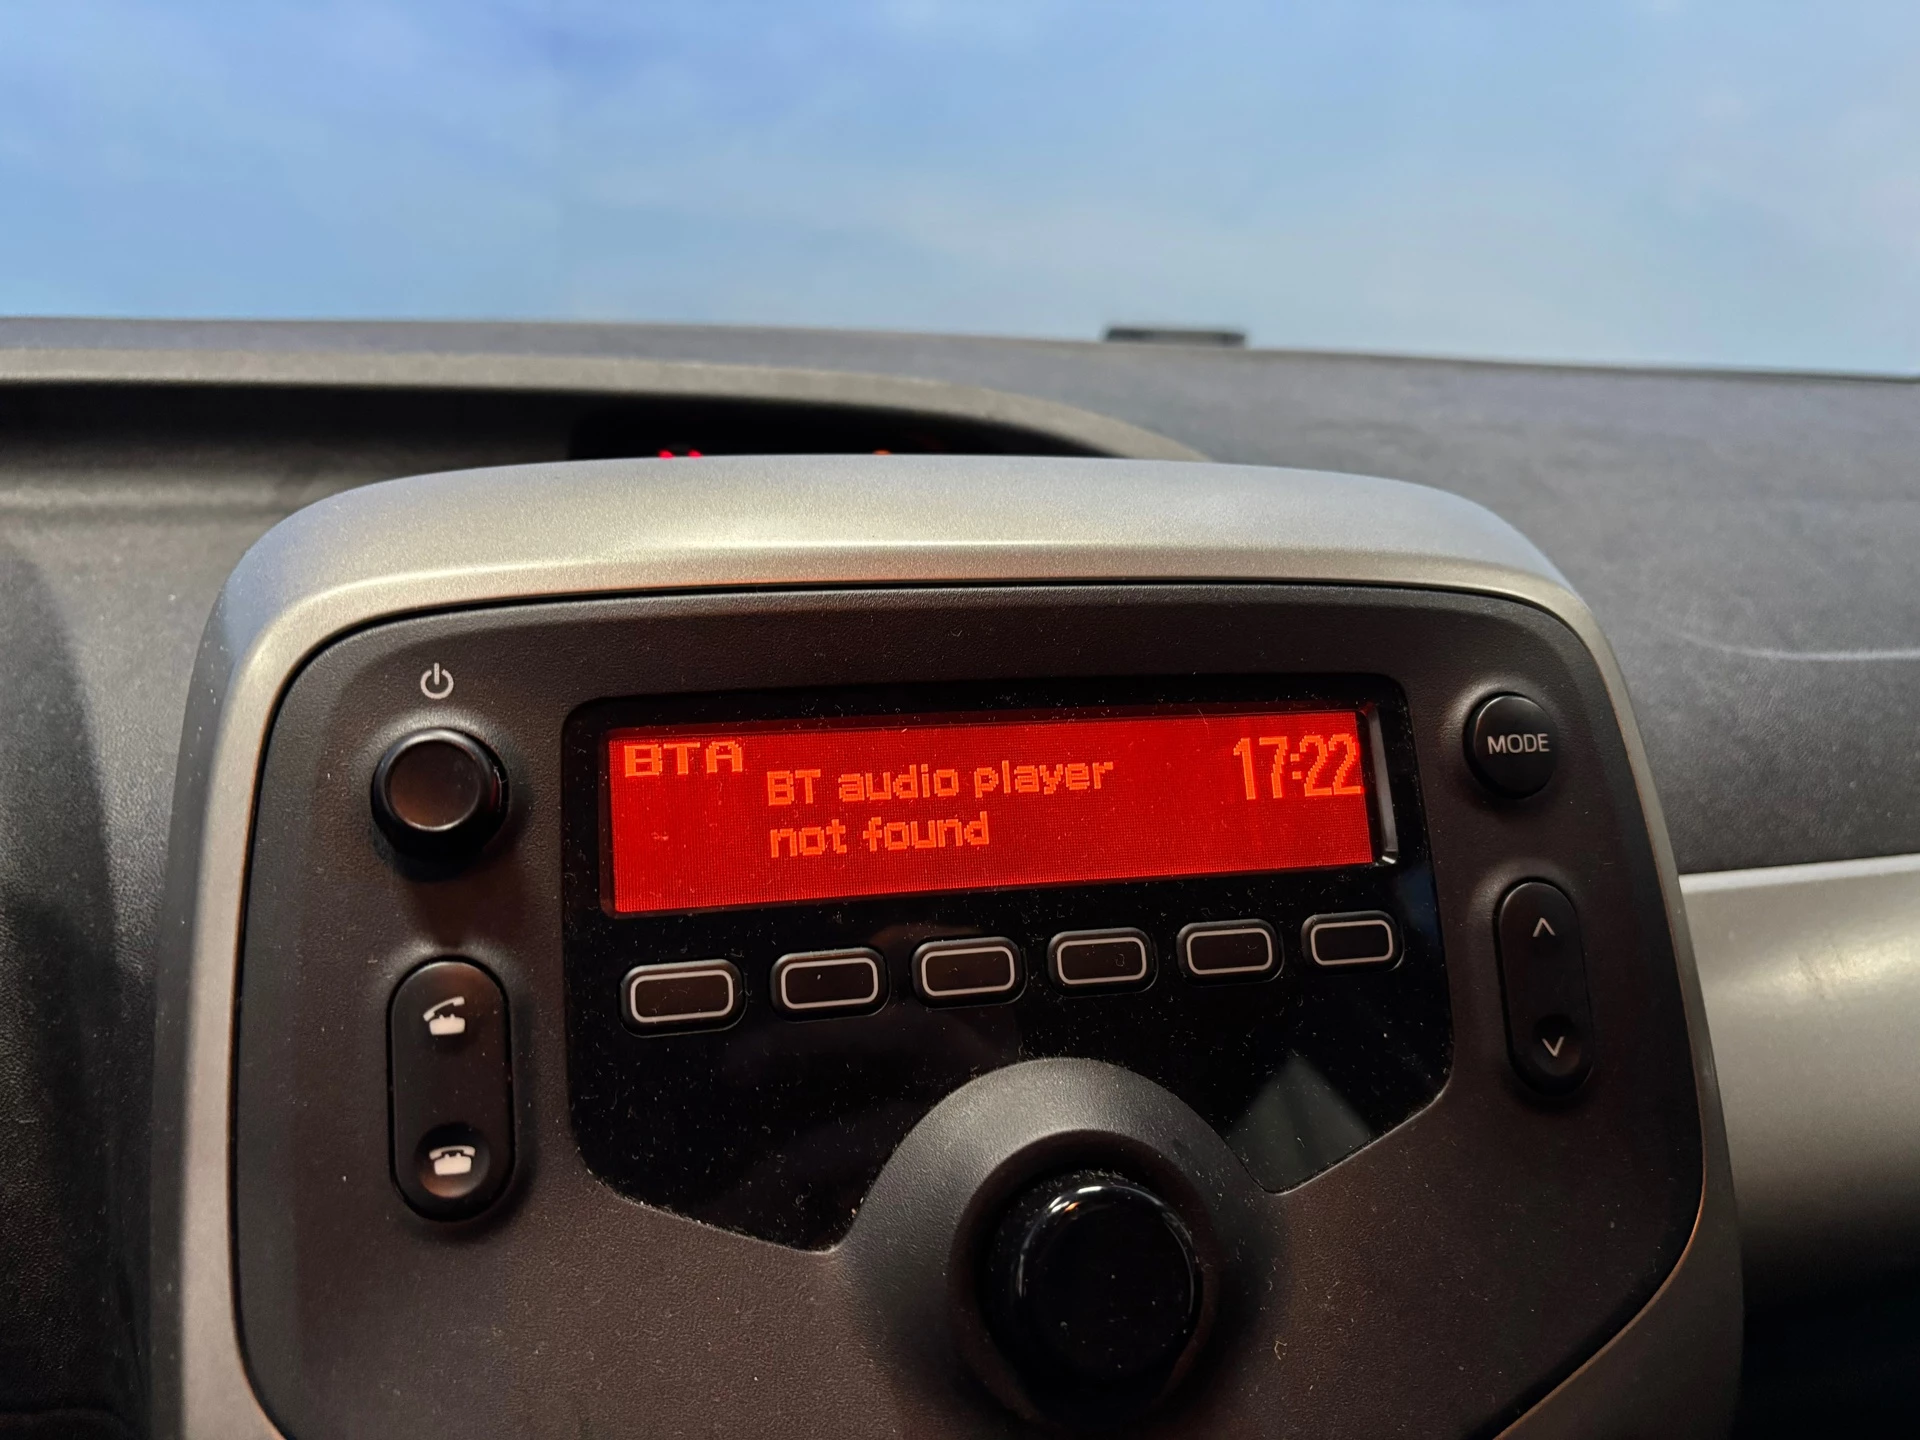 BTA
BT audio player
not found
17:22
MODE